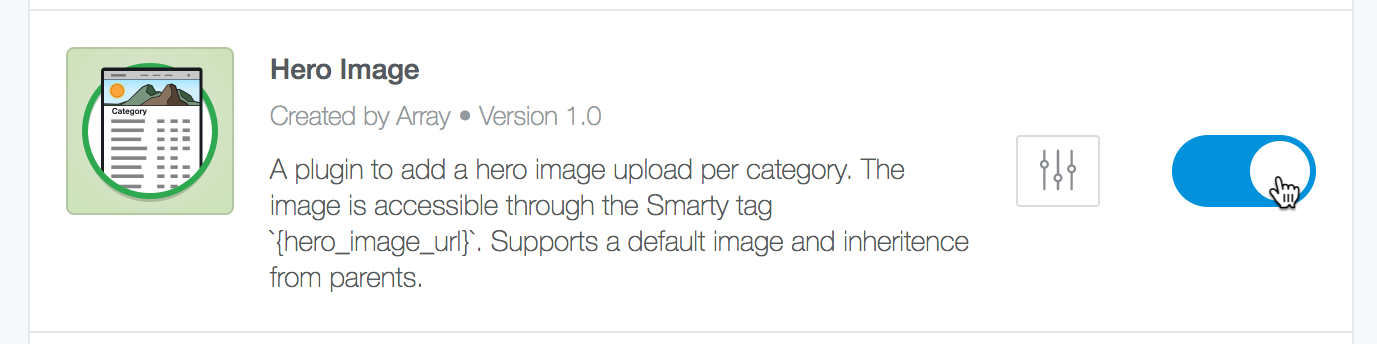 Category
Hero Image
Created by Array • Version 1.0
A plugin to add a hero image upload per category. The
image is accessible through the Smarty tag
`{hero_image_url}`. Supports a default image and inheritence
from parents.